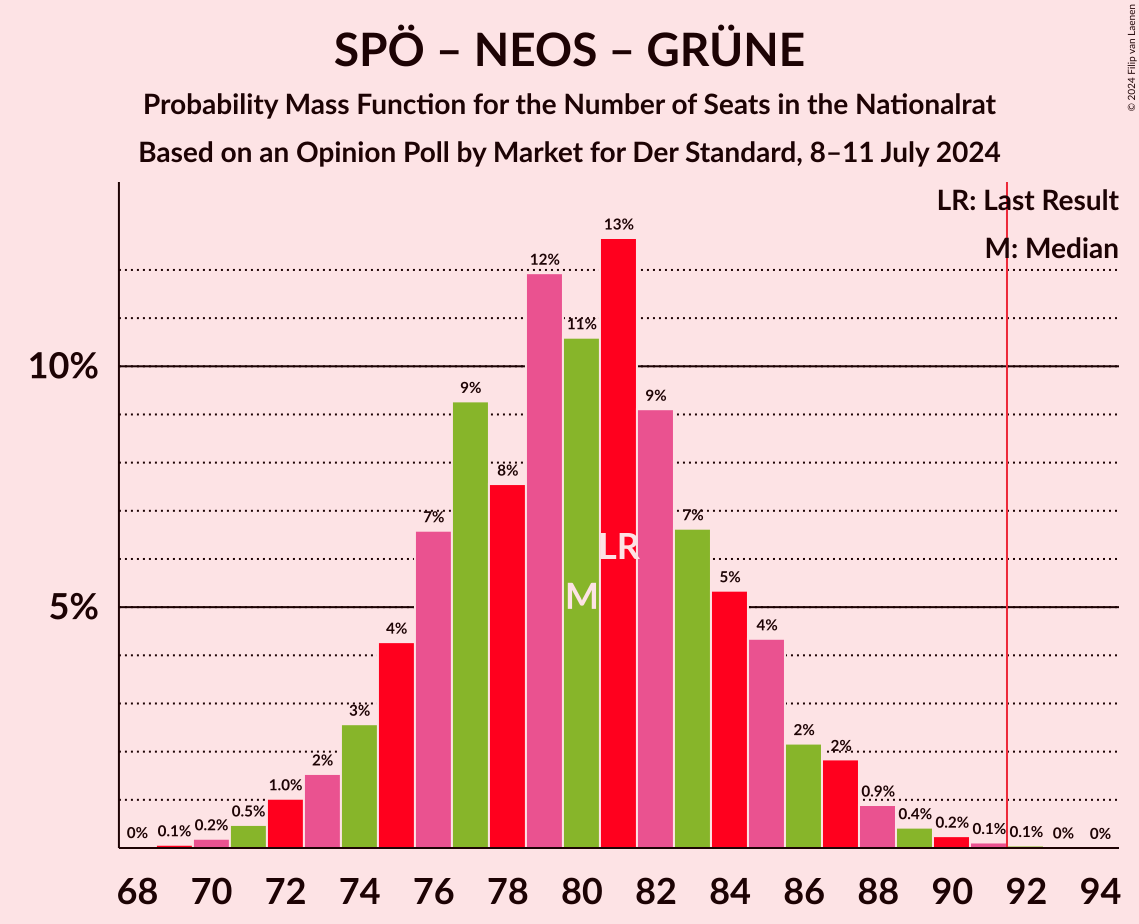 SPÖ – NEOS – GRÜNE
Probability Mass Function for the Number of Seats in the Nationalrat
Based on an Opinion Poll by Market for Der Standard, 8–11 July 2024
© 2024 Filip van Laenen
LR: Last Result
M: Median
10%
5%
0% 0.1% 0.2% 0.5% 1.0% 2% 3% 4% 7% 9% 8% 12% 11% 13% 9% 7% 5% 4% 2% 2% 0.9% 0.4% 0.2% 0.1% 0.1% 0% 0%
LR
M
68 70 72 74 76 78 80 82 84 86 88 90 92 94